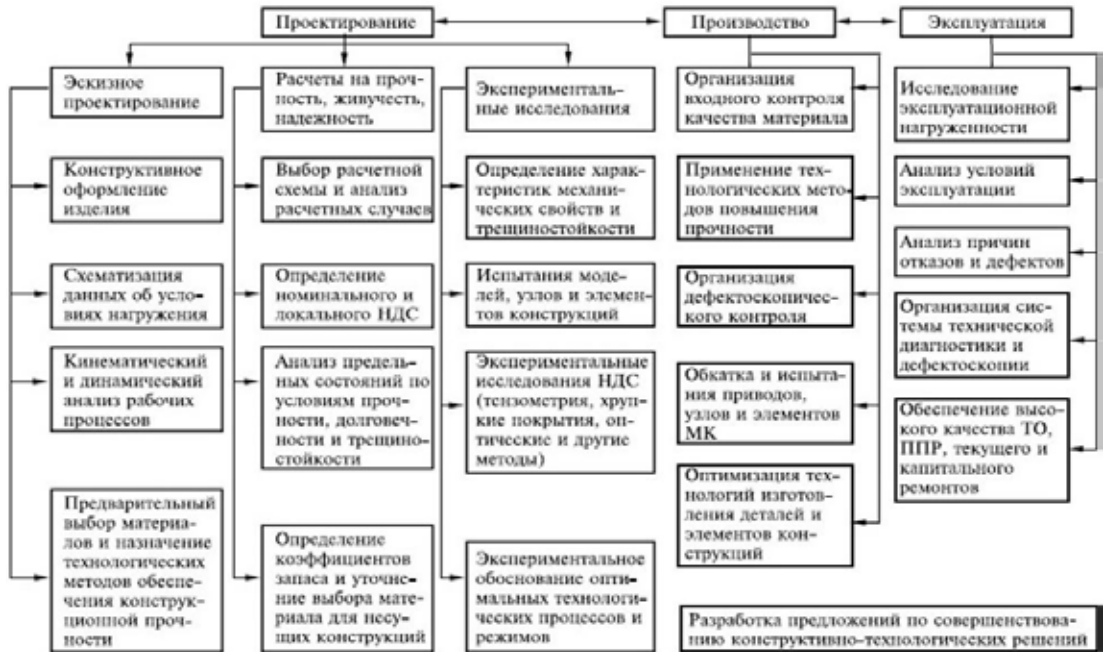 Проектирование
Производство
Эксплуатация
Эскизное
проектирование
Конструктивное
оформление
изделия
Схематизация
данных об усло-
виях нагружения
Кинематический
и динамический
анализ рабочих
процессов
Предварительный
выбор материа-
лов и назначение
технологических
методов обеспе-
чения конструк-
ционной проч-
ности
Расчеты на проч-
ность, живучесть,
надежность
Выбор расчетной
схемы и анализ
расчетных случаев
Определение
номинального и
локального НДС
Анализ предель-
ных состояний по
условиям проч-
ности, долговеч-
ности и трещино-
стойкости
Определение
коэффициентов
запаса и уточне-
ние выбора мате-
риала для несу-
щих конструкций
Эксперименталь-
ные исследования
Определение харак-
теристик механи-
ческих свойств и
трещиностойкости
Испытания моде-
лей, узлов и элемен-
тов конструкций
Экспериментальные
исследования НДС
(тензометрия, хруп-
кие покрытия, оп-
тические и другие
методы)
Экспериментальное
обоснование опти-
мальных технологи-
ческих процессов и
режимов
Организация
входного контроля
качества материала
Применение тех-
нологических мето-
дов повышения
прочности
Организация
дефектоскопичес-
кого контроля
Обкатка и испыта-
ния приводов,
узлов и элементов
МК
Оптимизация тех-
нологий изготов-
ления деталей и
элементов кон-
струкций
Исследование
эксплуатационной
нагруженности
Анализ условий
эксплуатации
Анализ причин
отказов и дефектов
Организация сис-
темы технической
диагностики и
дефектоскопии
Обеспечение высо-
кого качества ТО,
ППР, текущего и
капитального
ремонтов
Разработка предложений по совершенствова-
нию конструктивно-технологических решений